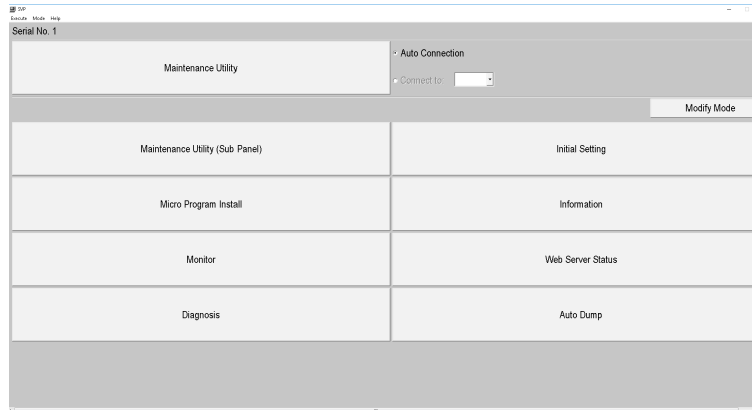 SVP
Execute Mode Help
Serial No. 1
Maintenance Utility
Auto Connection
Connect to:
Modify Mode
Maintenance Utility (Sub Panel)
Initial Setting
Micro Program Install
Information
Monitor
Web Server Status
Diagnosis
Auto Dump